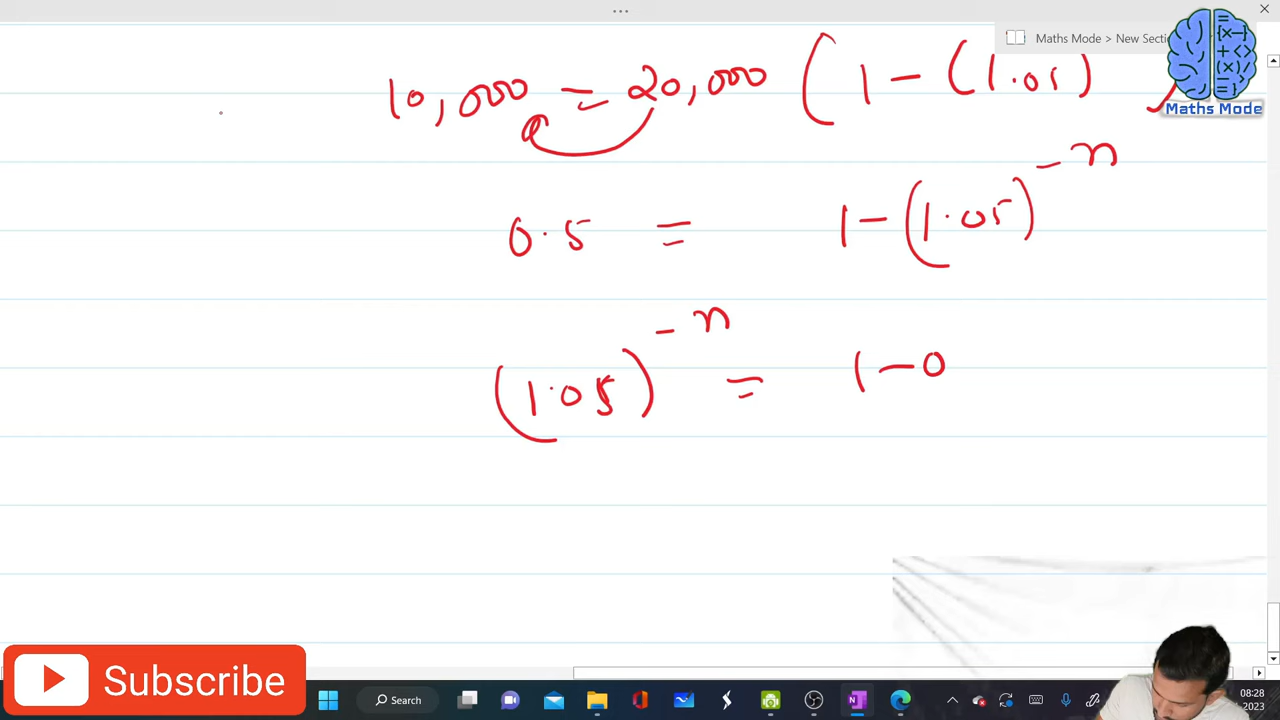 Maths Mode > New Sectio
Maths Mode
10,000 = 20,000 (1 - (1.05)
0.5 = 1 - (1.05)^-n
(1.05)^-n = 1 - 0
Subscribe
Search
08:28
2023